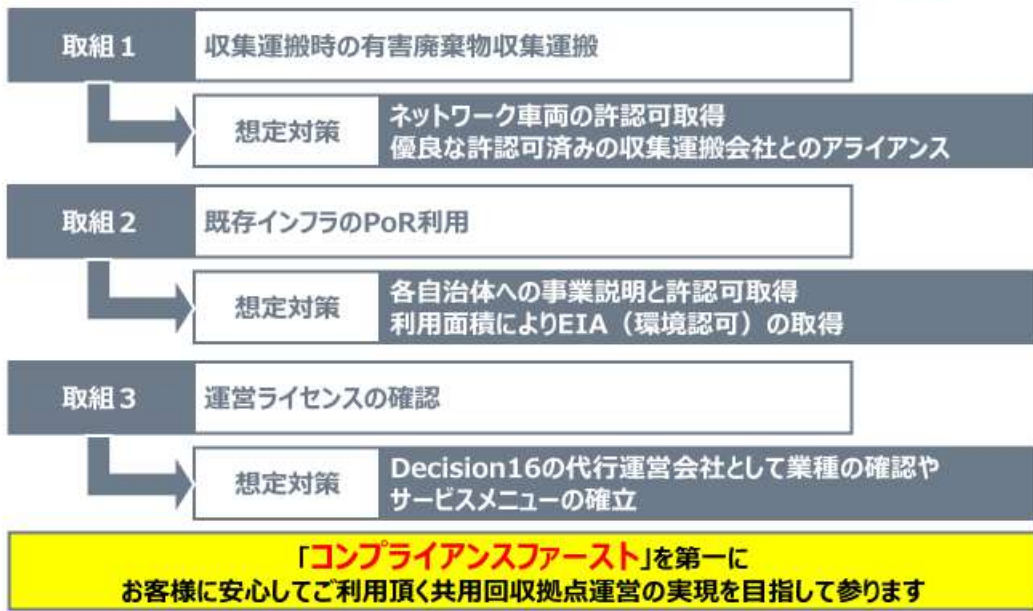 取組1 収集運搬時の有害廃棄物収集運搬
想定対策 ネットワーク車両の許認可取得
優良な許認可済みの収集運搬会社とのアライアンス
取組2 既存インフラのPoR利用
想定対策 各自治体への事業説明と許認可取得
利用面積によりEIA（環境認可）の取得
取組3 運営ライセンスの確認
想定対策 Decision16の代行運営会社として業種の確認や
サービスメニューの確立
「コンプライアンスファースト」を第一に
お客様に安心してご利用頂く共用回収拠点運営の実現を目指して参ります